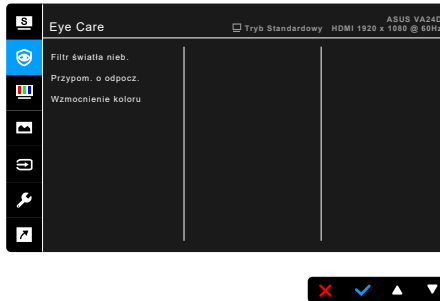 S
Eye Care
ASUS VA24D
Tryb Standardowy HDMI 1920 x 1080 @ 60Hz
Filtr światła nieb.
Przypom. o odpocz.
Wzmocnienie koloru